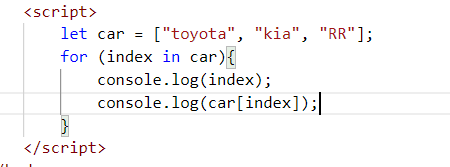 <script>
let car = ["toyota", "kia", "RR"];
for (index in car){
console.log(index);
console.log(car[index]);
}
</script>